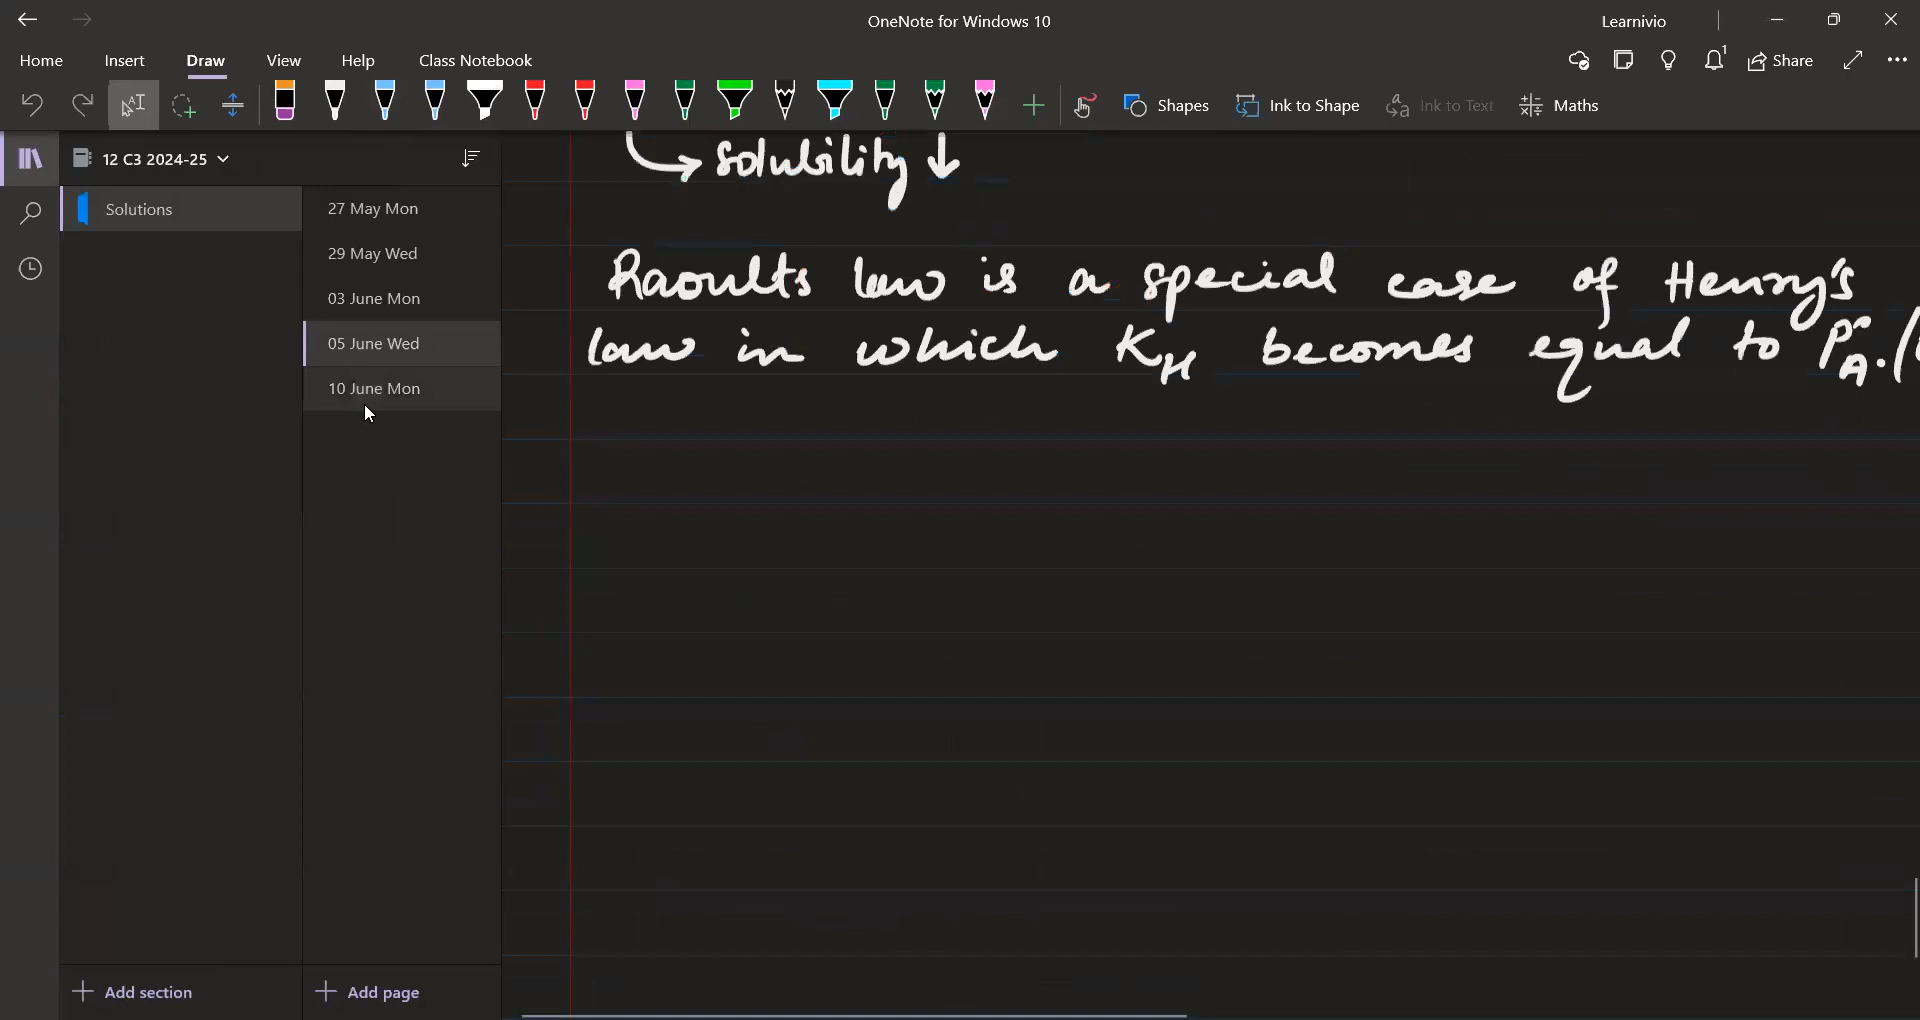 OneNote for Windows 10
Learnivio
Home Insert Draw View Help Class Notebook
1
Share
Shapes Ink to Shape Ink to Text Maths
12 C3 2024-25
Solutions
27 May Mon
29 May Wed
03 June Mon
05 June Wed
10 June Mon
Add section
Add page
↳ solubility ↓
Raoults law is a special case of Henry's
law in which KH becomes equal to P°A.